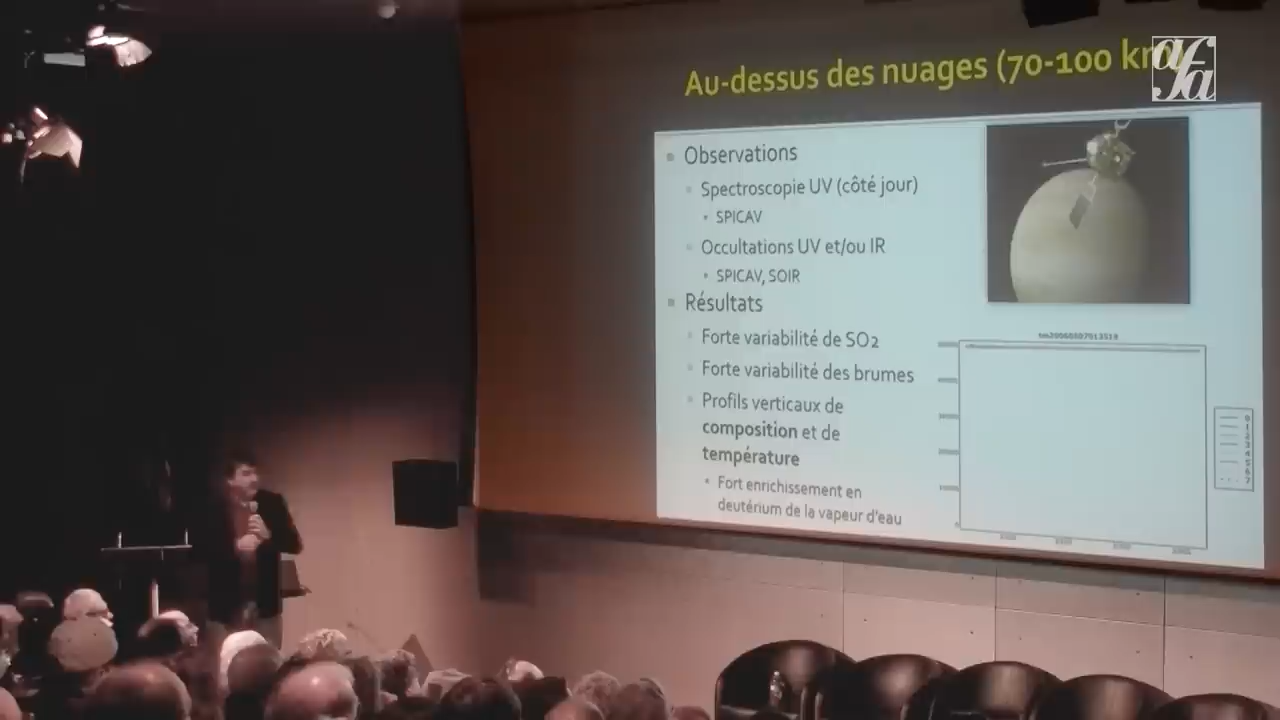 Au-dessus des nuages (70-100 km
afa
Observations
Spectroscopie UV (côté jour)
SPICAV
Occultations UV et/ou IR
SPICAV, SOIR
Résultats
Forte variabilité de SO2
Forte variabilité des brumes
Profils verticaux de
composition et de
température
Fort enrichissement en
deutérium de la vapeur d'eau